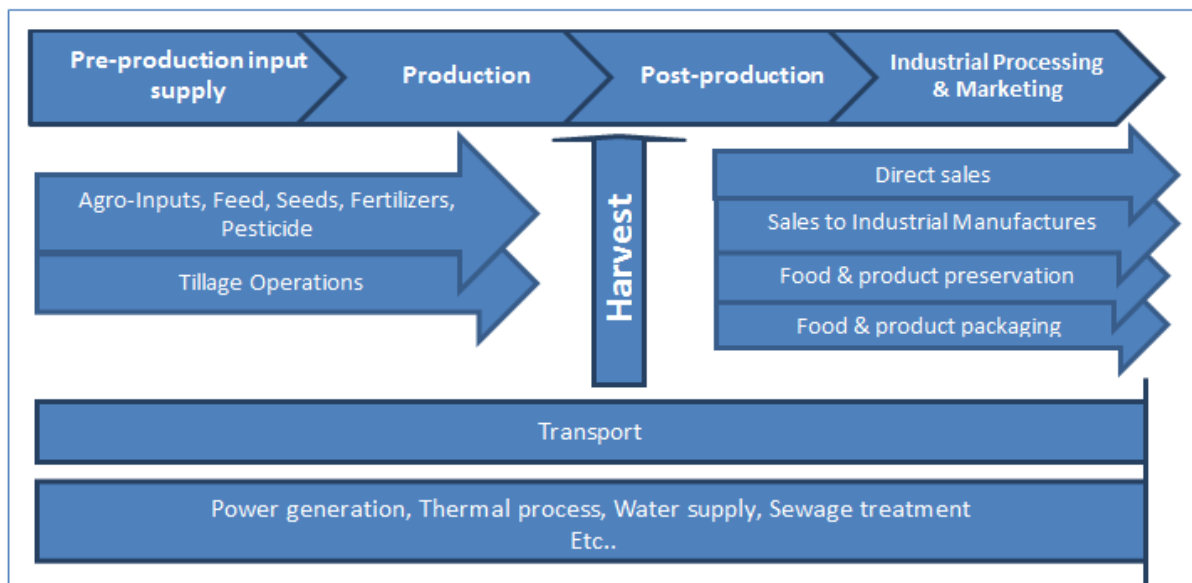 Pre-production input
supply
Production
Post-production
Industrial Processing
& Marketing
Agro-Inputs, Feed, Seeds, Fertilizers,
Pesticide
Tillage Operations
Harvest
Direct sales
Sales to Industrial Manufactures
Food & product preservation
Food & product packaging
Transport
Power generation, Thermal process, Water supply, Sewage treatment
Etc..